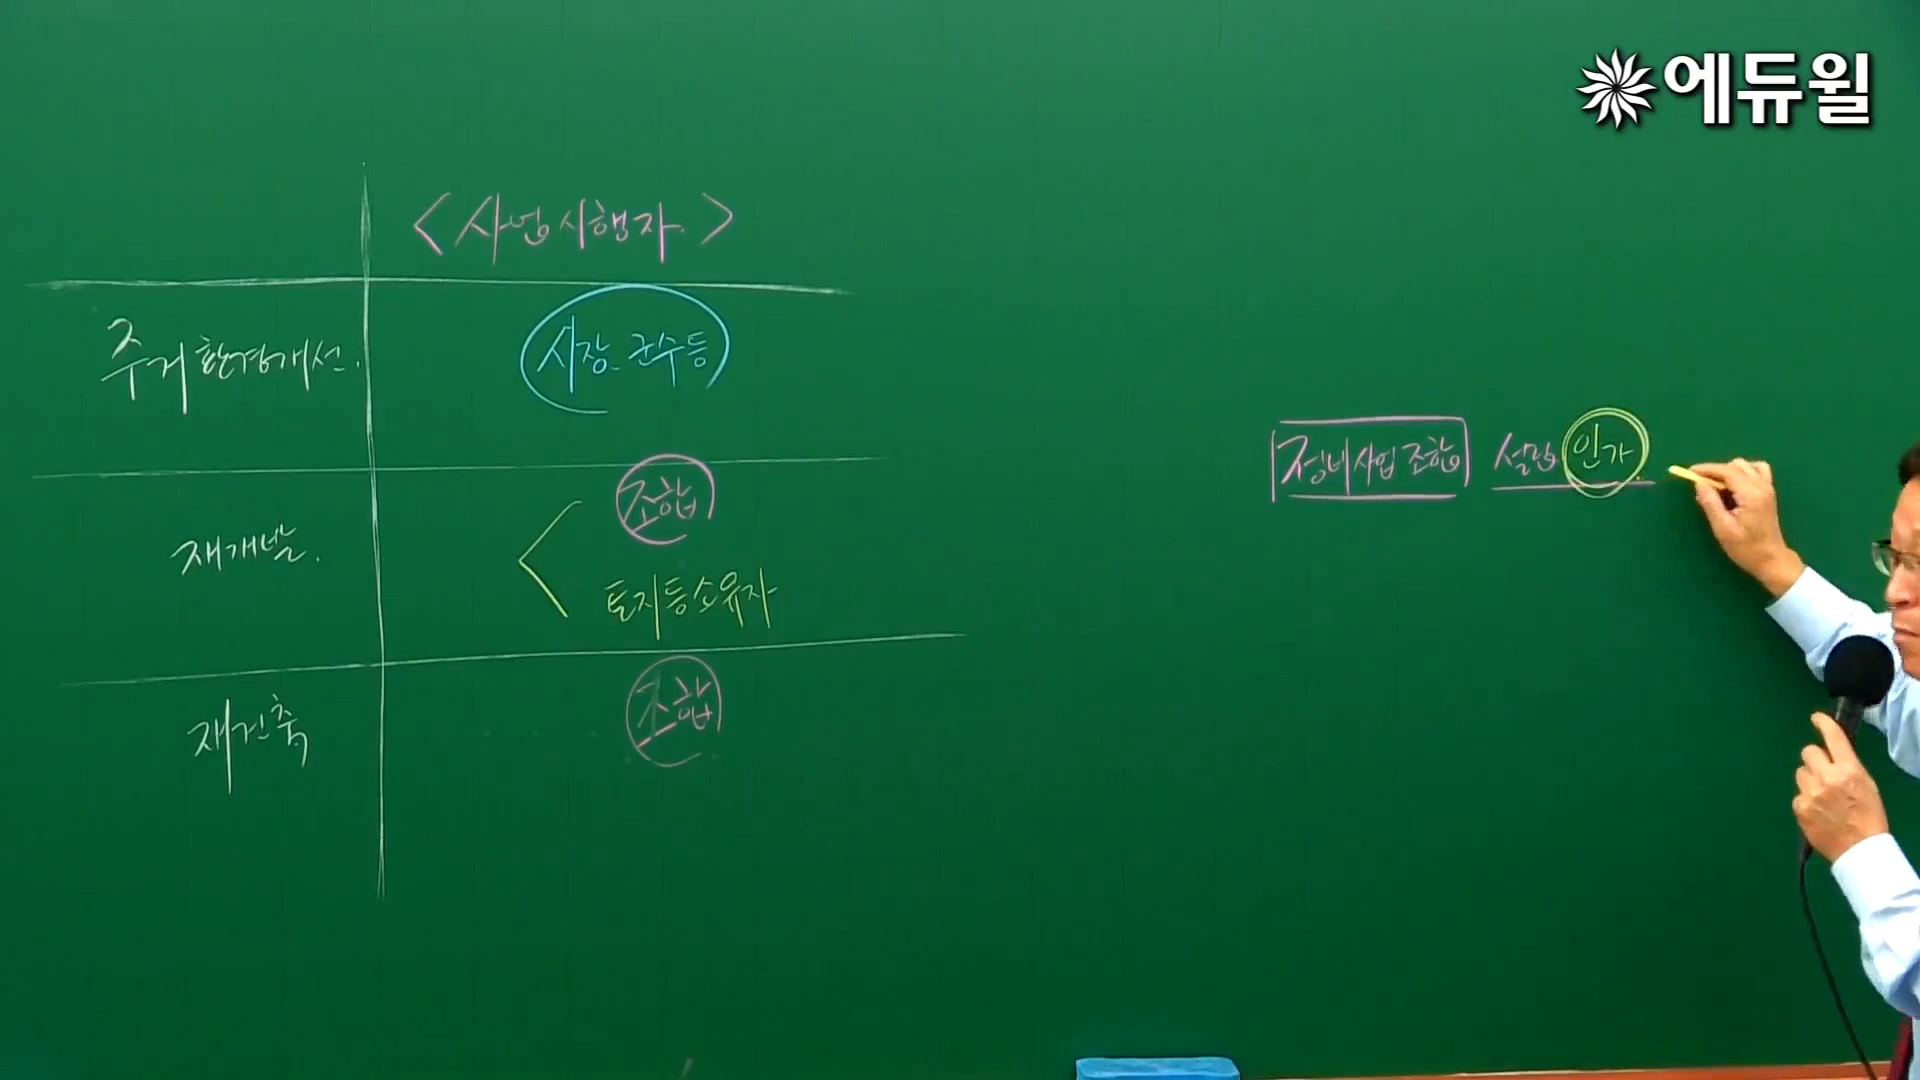 에듀윌
<사업시행자.>
주거환경개선.
시장.군수등
정비사업조합 설립인가.
조합
재개발.
토지등소유자
조합
재건축